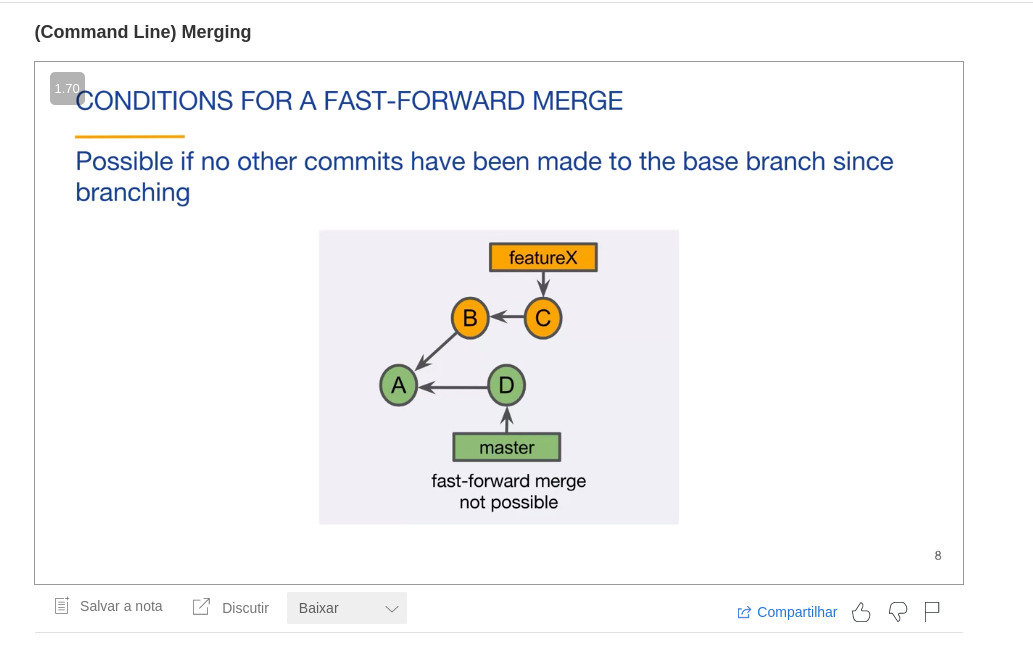 (Command Line) Merging
1.70
CONDITIONS FOR A FAST-FORWARD MERGE
Possible if no other commits have been made to the base branch since
branching
featureX
B C
A D
master
fast-forward merge
not possible
8
Salvar a nota Discutir Baixar Compartilhar